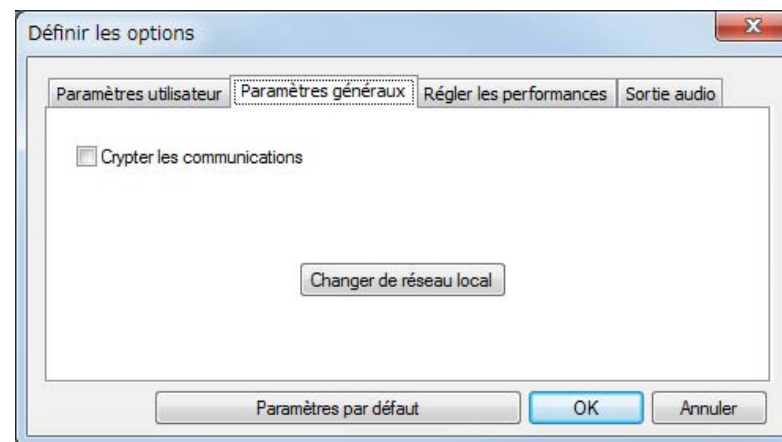 Définir les options
Paramètres utilisateur Paramètres généraux Régler les performances Sortie audio
Crypter les communications
Changer de réseau local
Paramètres par défaut OK Annuler